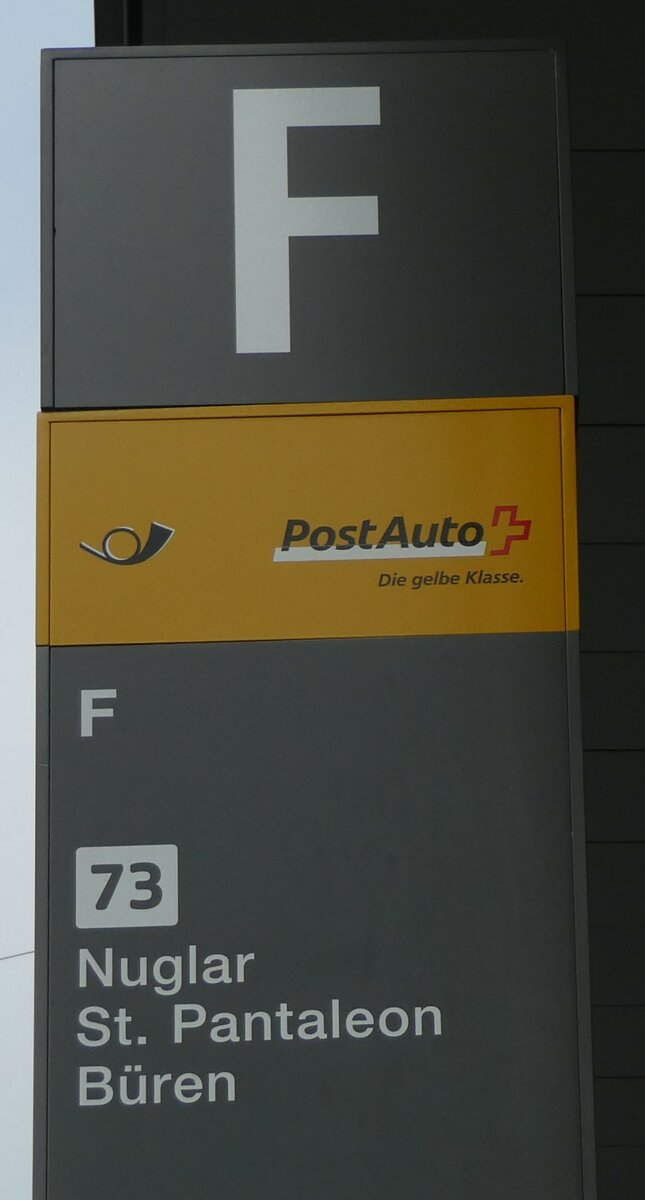 F
PostAuto
Die gelbe Klasse.
F
73
Nuglar
St. Pantaleon
Büren